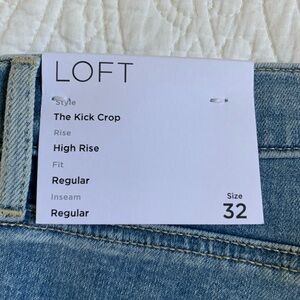 LOFT
Style
The Kick Crop
Rise
High Rise
Fit
Regular
Inseam
Regular
Size
32